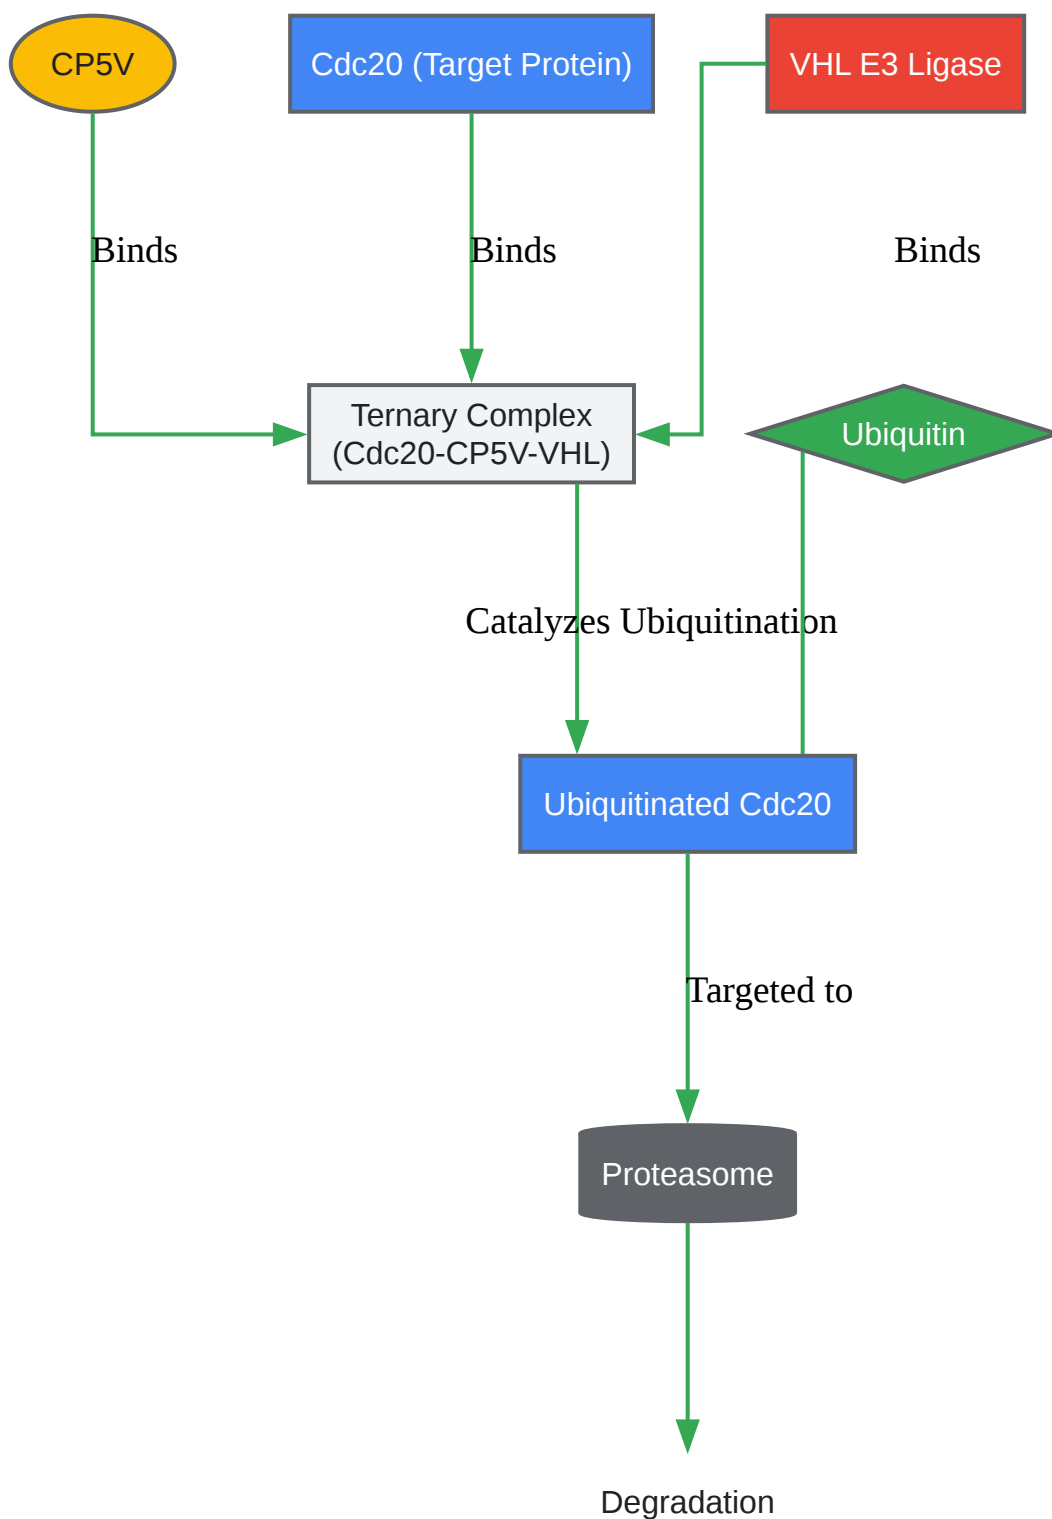 CP5V
Cdc20 (Target Protein)
VHL E3 Ligase
Binds
Binds
Binds
Ternary Complex
(Cdc20-CP5V-VHL)
Ubiquitin
Catalyzes Ubiquitination
Ubiquitinated Cdc20
Targeted to
Proteasome
Degradation